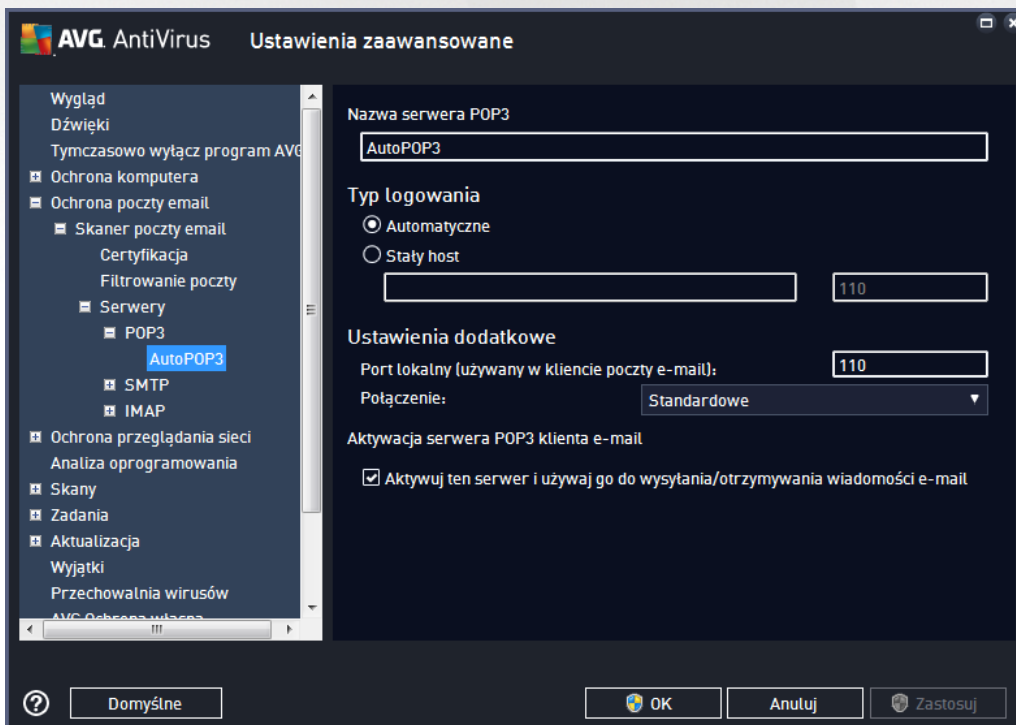 AVG. AntiVirus Ustawienia zaawansowane
Wygląd
Dźwięki
Tymczasowo wyłącz program AVG
Ochrona komputera
Ochrona poczty email
Skaner poczty email
Certyfikacja
Filtrowanie poczty
Serwery
POP3
AutoPOP3
SMTP
IMAP
Ochrona przeglądania sieci
Analiza oprogramowania
Skany
Zadania
Aktualizacja
Wyjątki
Przechowalnia wirusów
AVG Ochrona własna
Nazwa serwera POP3
AutoPOP3
Typ logowania
Automatyczne
Stały host
110
Ustawienia dodatkowe
Port lokalny (używany w kliencie poczty e-mail): 110
Połączenie: Standardowe
Aktywacja serwera POP3 klienta e-mail
Aktywuj ten serwer i używaj go do wysyłania/otrzymywania wiadomości e-mail
Domyślne OK Anuluj Zastosuj